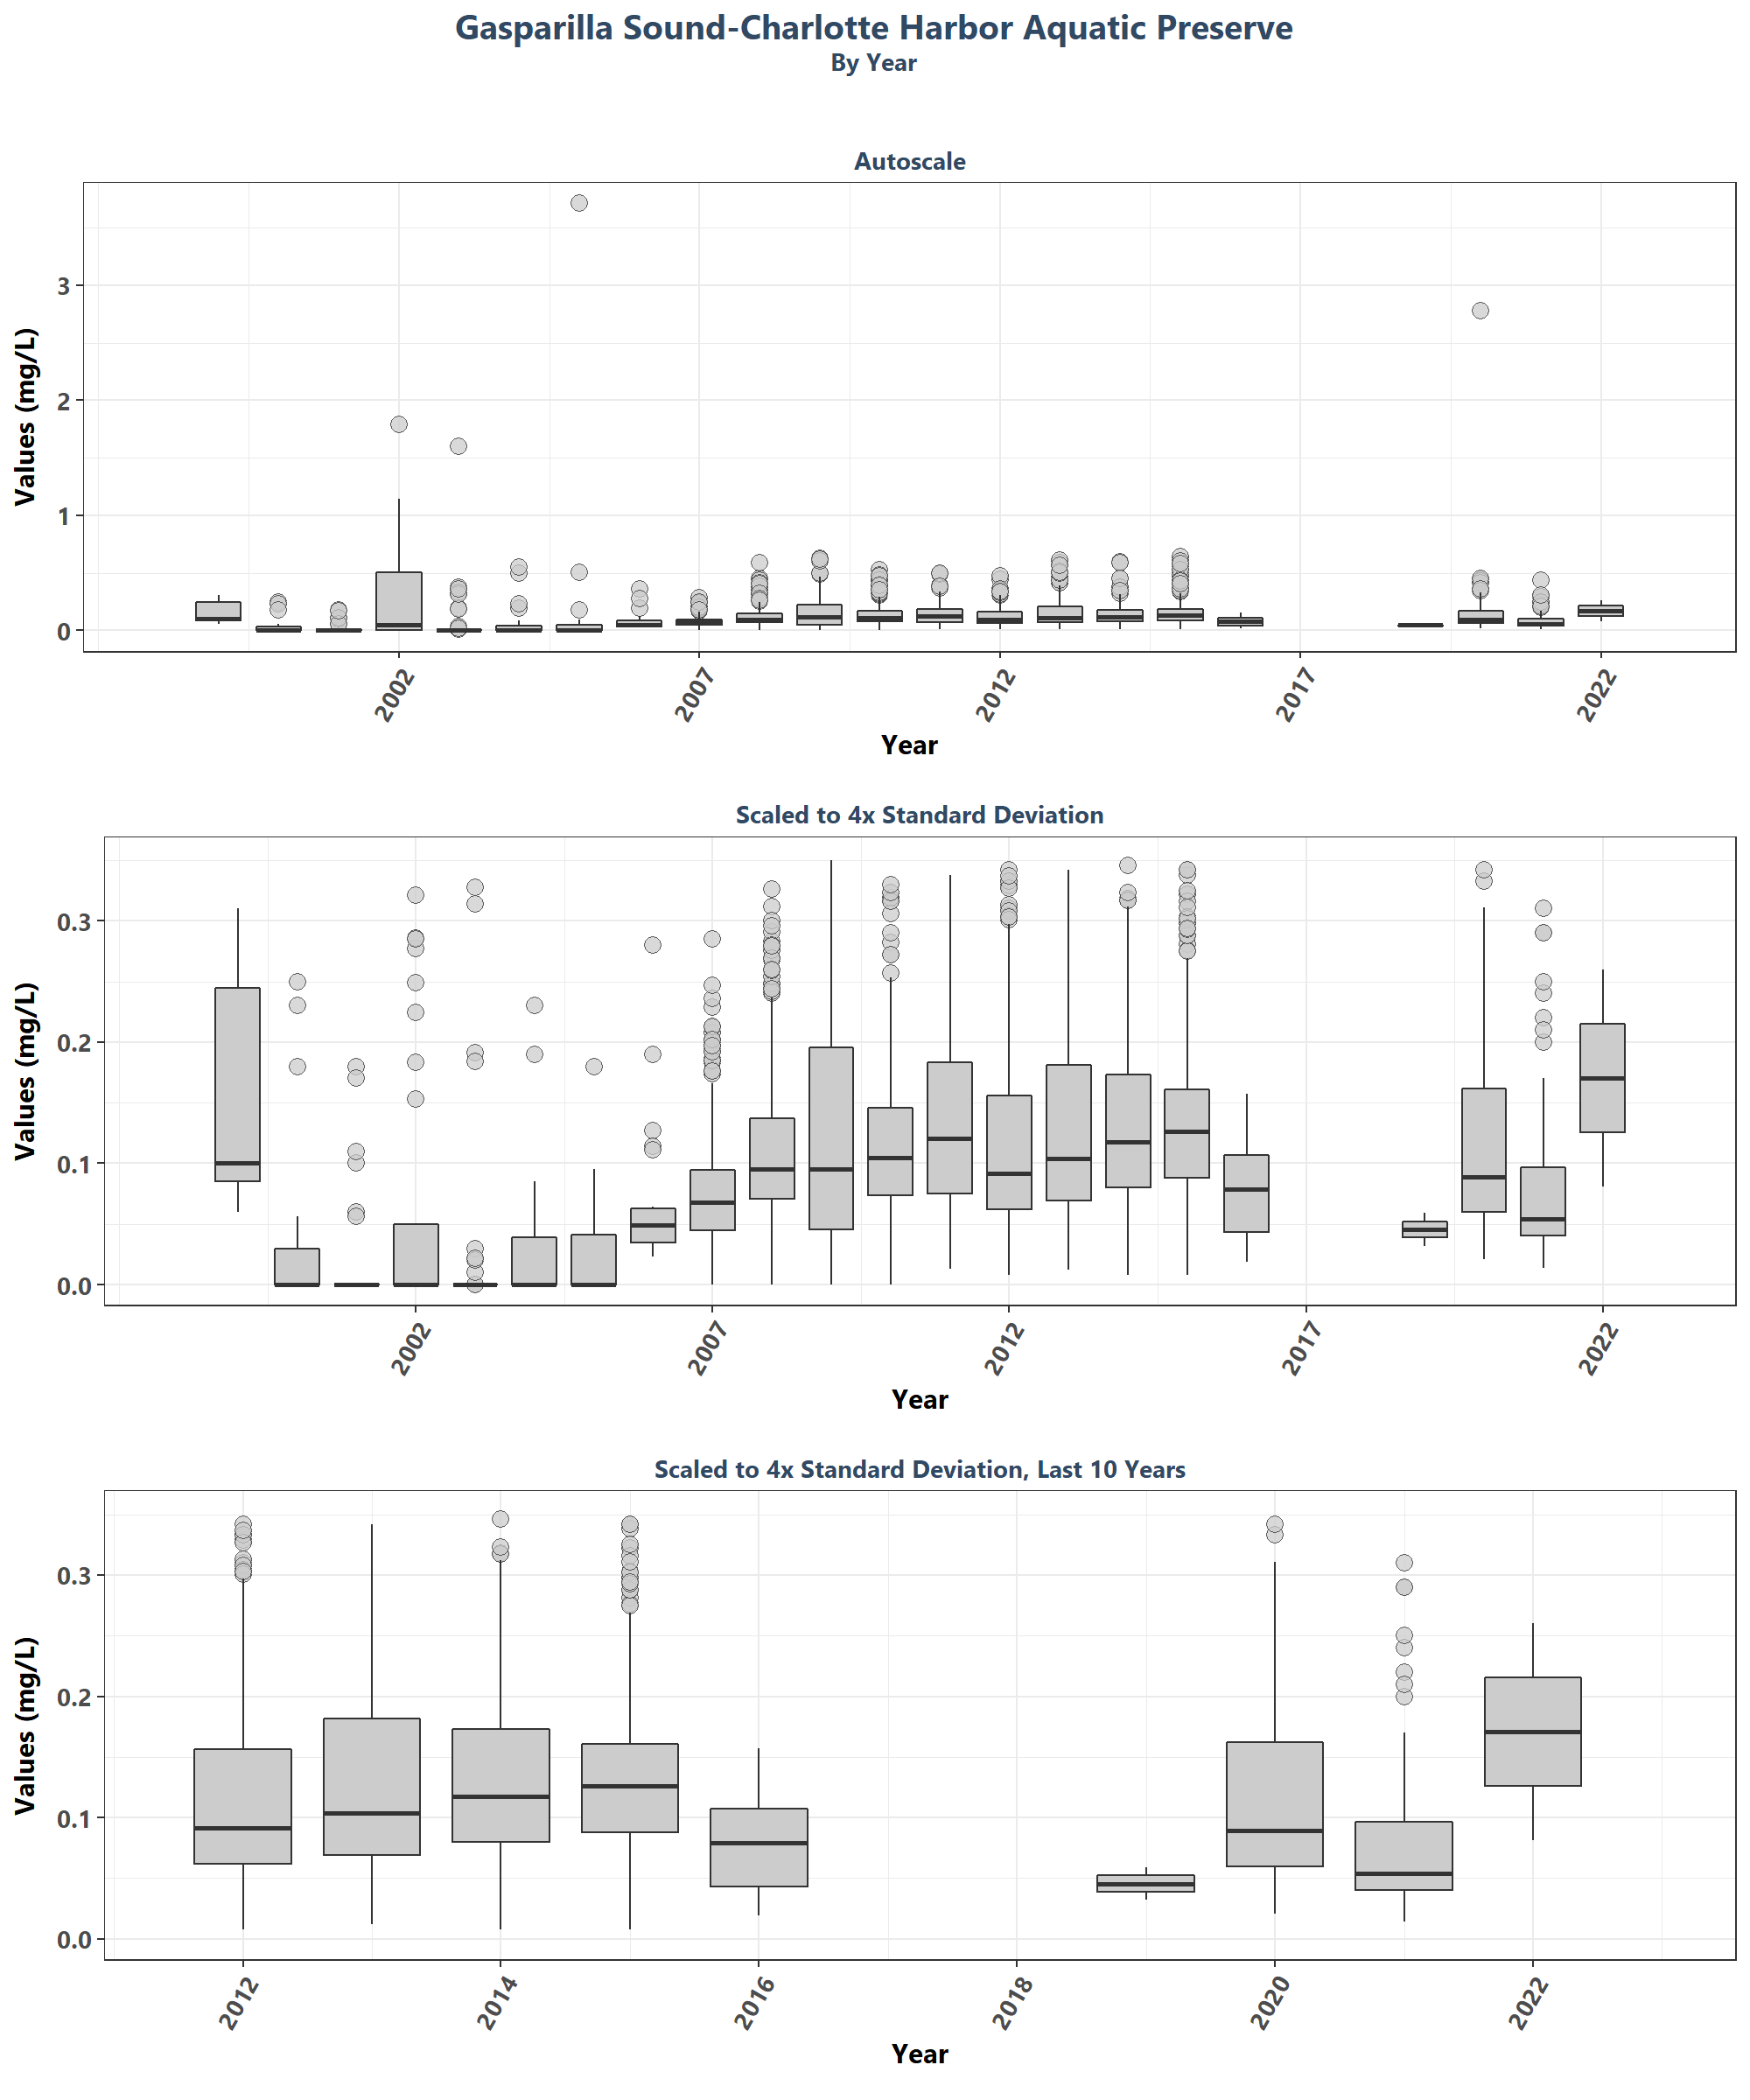 Gasparilla Sound-Charlotte Harbor Aquatic Preserve
By Year
Autoscale
Values (mg/L)
3
2
1
0
2002
2007
2012
2017
2022
Year
Scaled to 4x Standard Deviation
Values (mg/L)
0.3
0.2
0.1
0.0
2002
2007
2012
2017
2022
Year
Scaled to 4x Standard Deviation, Last 10 Years
Values (mg/L)
0.3
0.2
0.1
0.0
2012
2014
2016
2018
2020
2022
Year